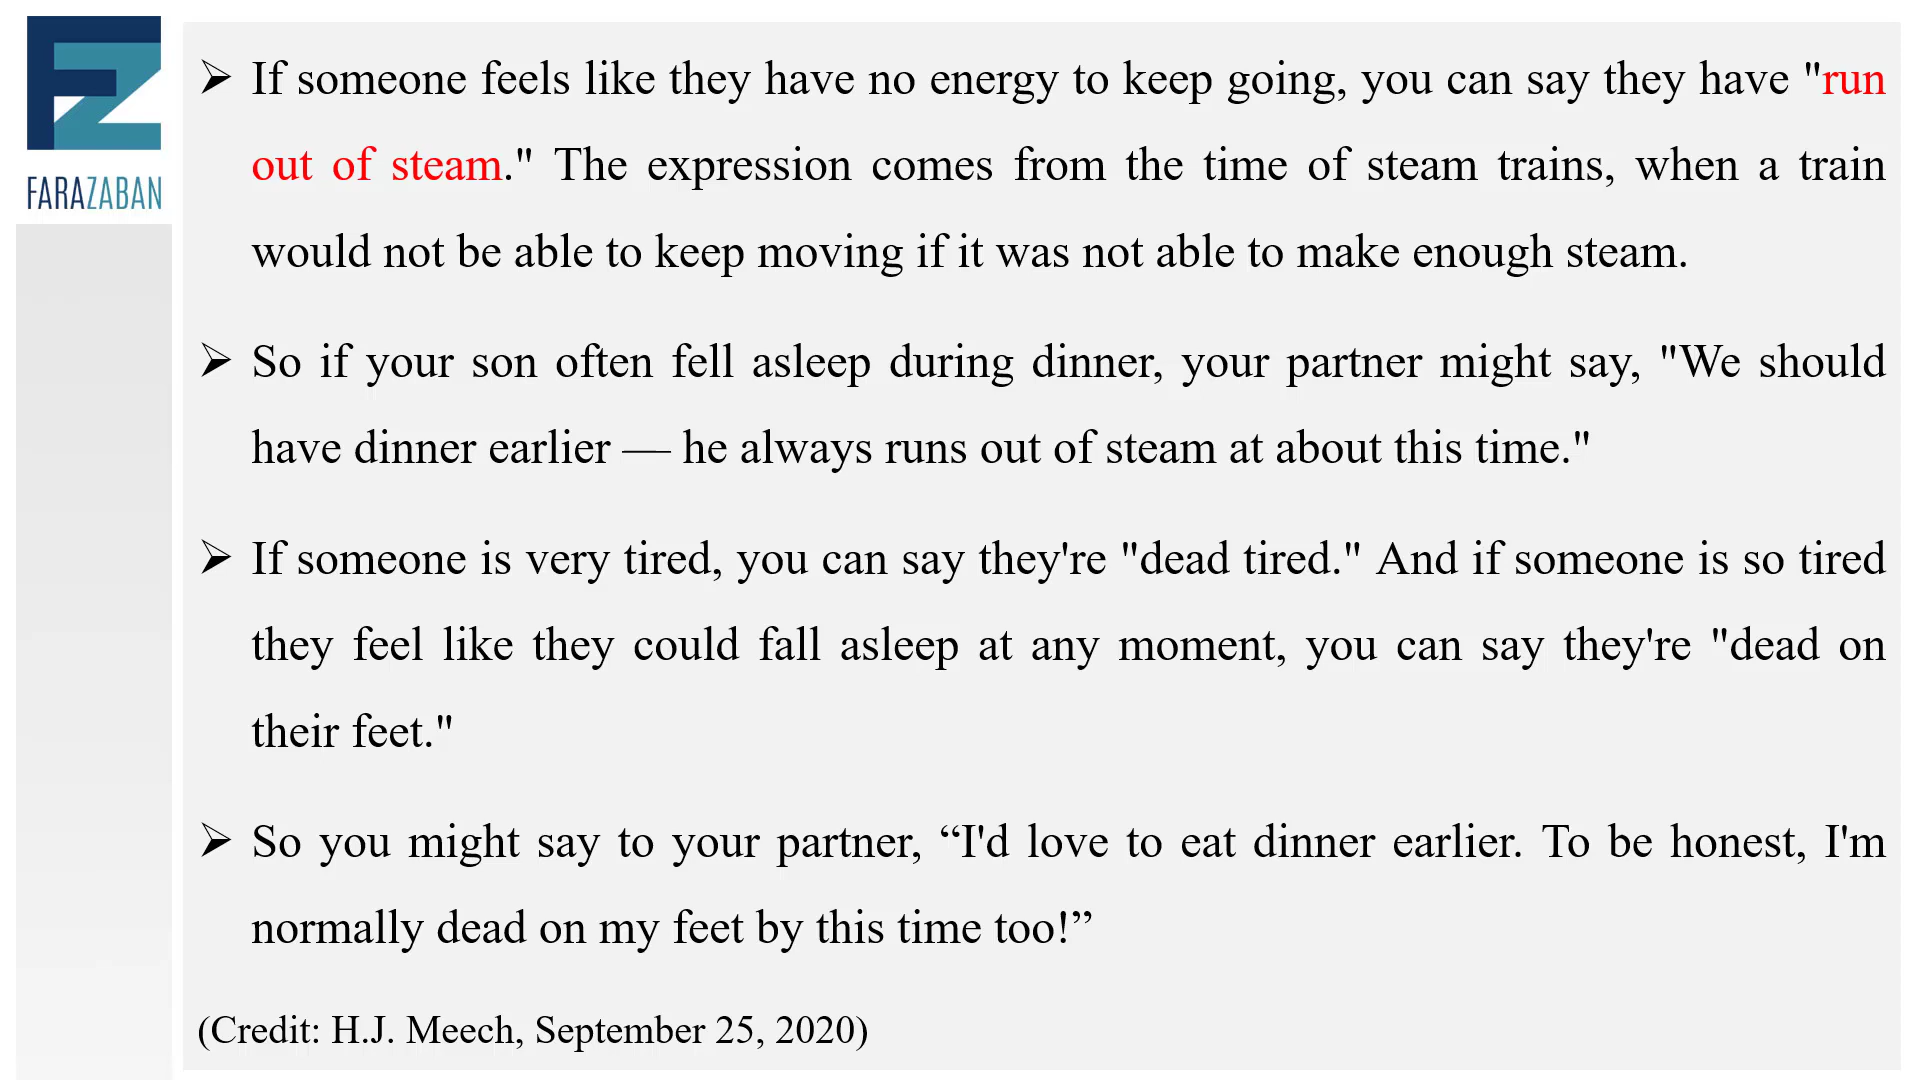 FARAZABAN
➢ If someone feels like they have no energy to keep going, you can say they have "run
out of steam." The expression comes from the time of steam trains, when a train
would not be able to keep moving if it was not able to make enough steam.
➢ So if your son often fell asleep during dinner, your partner might say, "We should
have dinner earlier — he always runs out of steam at about this time."
➢ If someone is very tired, you can say they're "dead tired." And if someone is so tired
they feel like they could fall asleep at any moment, you can say they're "dead on
their feet."
➢ So you might say to your partner, “I'd love to eat dinner earlier. To be honest, I'm
normally dead on my feet by this time too!”
(Credit: H.J. Meech, September 25, 2020)